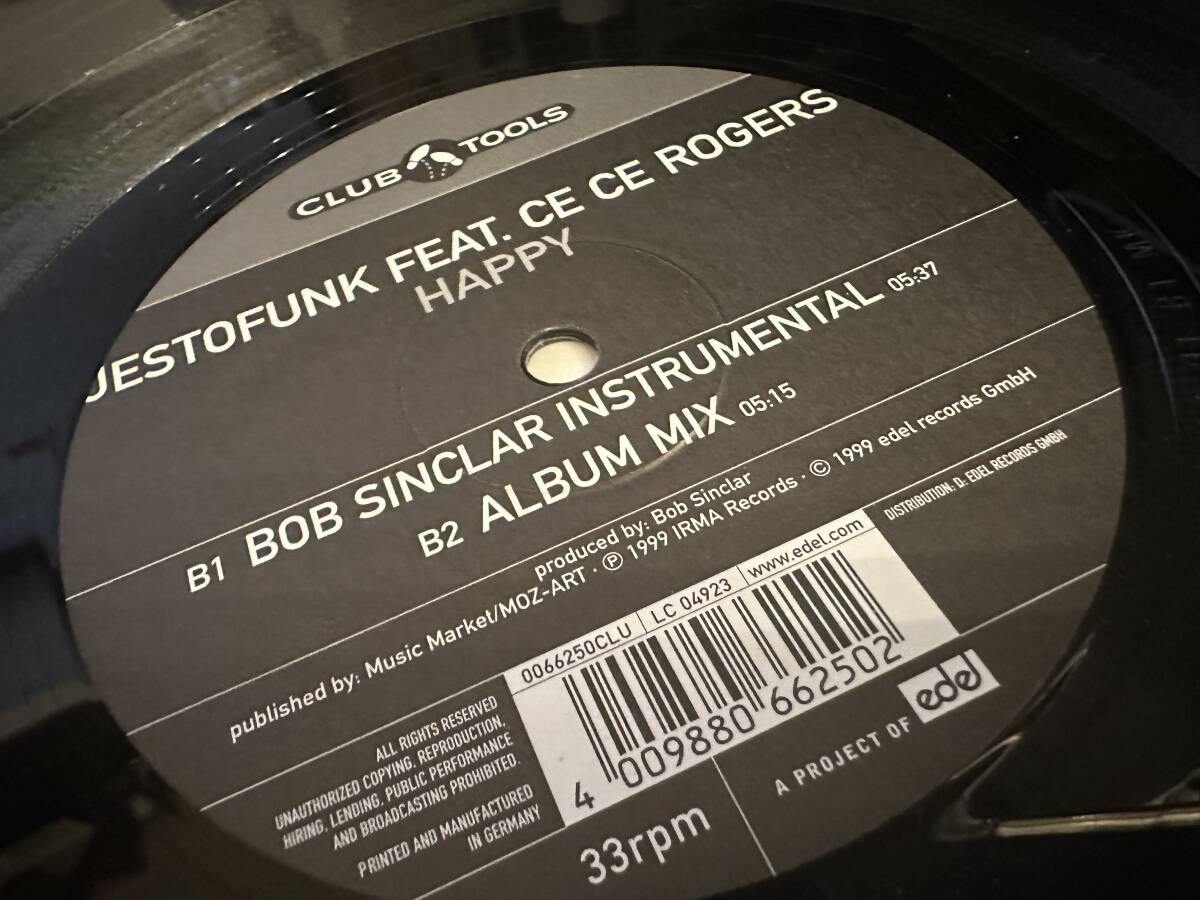 CLUB TOOLS
JESTOFUNK FEAT. CE CE ROGERS
HAPPY
B1 BOB SINCLAR INSTRUMENTAL 05:37
B2 ALBUM MIX 05:15
produced by: Bob Sinclar
published by: Music Market/MOZ-ART · ℗ 1999 IRMA Records · © 1999 edel records GmbH
DISTRIBUTION: D: EDEL RECORDS GMBH
0066250CLU LC 04923 www.edel.com
4 009880 662502
ALL RIGHTS RESERVED
UNAUTHORIZED COPYING, REPRODUCTION,
HIRING, LENDING, PUBLIC PERFORMANCE
AND BROADCASTING PROHIBITED.
PRINTED AND MANUFACTURED
IN GERMANY
33rpm
A PROJECT OF edel